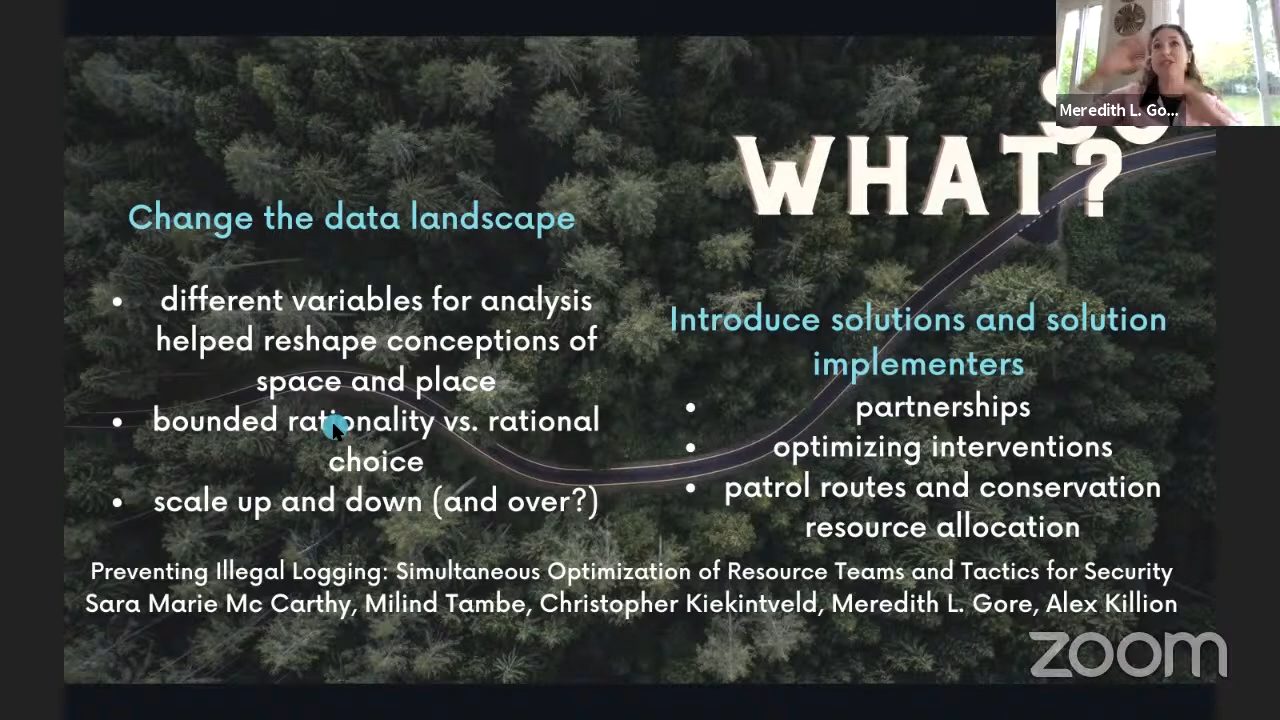 Meredith L. Go...
SO
WHAT?
Change the data landscape
• different variables for analysis
helped reshape conceptions of
space and place
• bounded rationality vs. rational
choice
• scale up and down (and over?)
Introduce solutions and solution
implementers
• partnerships
• optimizing interventions
• patrol routes and conservation
resource allocation
Preventing Illegal Logging: Simultaneous Optimization of Resource Teams and Tactics for Security
Sara Marie Mc Carthy, Milind Tambe, Christopher Kiekintveld, Meredith L. Gore, Alex Killion
zoom